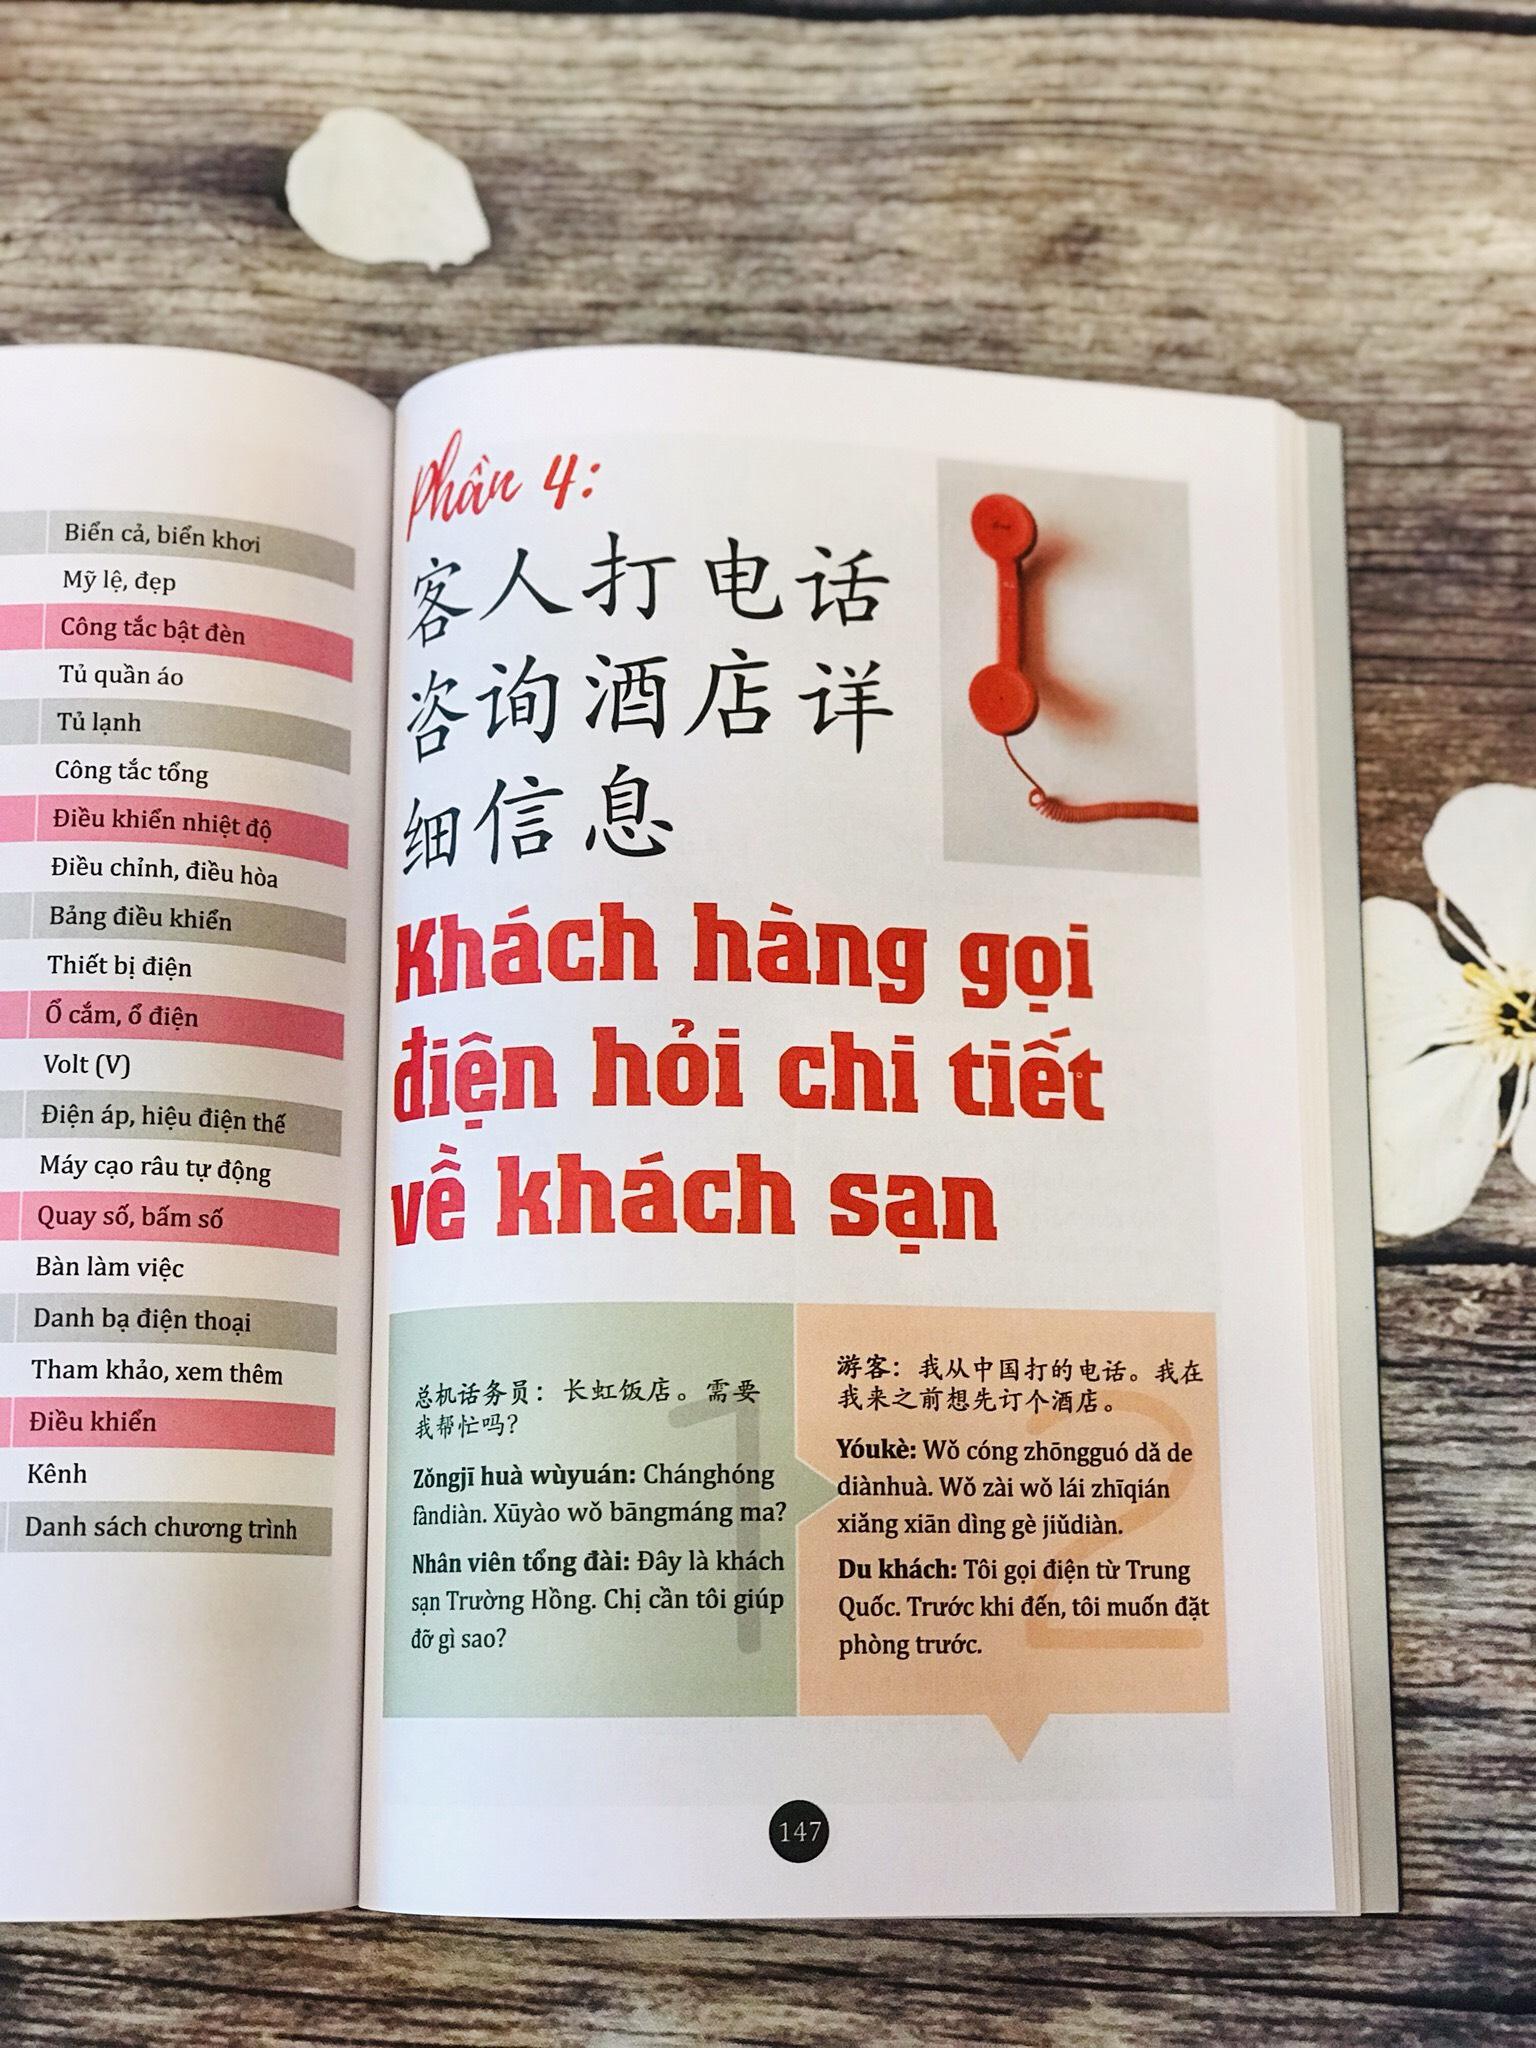 Biển cả, biển khơi
Mỹ lệ, đẹp
Công tắc bật đèn
Tủ quần áo
Tủ lạnh
Công tắc tổng
Điều khiển nhiệt độ
Điều chỉnh, điều hòa
Bảng điều khiển
Thiết bị điện
Ổ cắm, ổ điện
Volt (V)
Điện áp, hiệu điện thế
Máy cạo râu tự động
Quay số, bấm số
Bàn làm việc
Danh bạ điện thoại
Tham khảo, xem thêm
Điều khiển
Kênh
Danh sách chương trình
Phần 4:
客人打电话
咨询酒店详
细信息
Khách hàng gọi
điện hỏi chi tiết
về khách sạn
1
总机话务员：长虹饭店。需要
我帮忙吗？
Zǒngjī huà wùyuán: Chánghóng
fàndiàn. Xūyào wǒ bāngmáng ma?
Nhân viên tổng đài: Đây là khách
sạn Trường Hồng. Chị cần tôi giúp
đỡ gì sao?
2
游客：我从中国打的电话。我在
我来之前想先订个酒店。
Yóukè: Wǒ cóng zhōngguó dǎ de
diànhuà. Wǒ zài wǒ lái zhīqián
xiǎng xiān dìng gè jiǔdiàn.
Du khách: Tôi gọi điện từ Trung
Quốc. Trước khi đến, tôi muốn đặt
phòng trước.
147